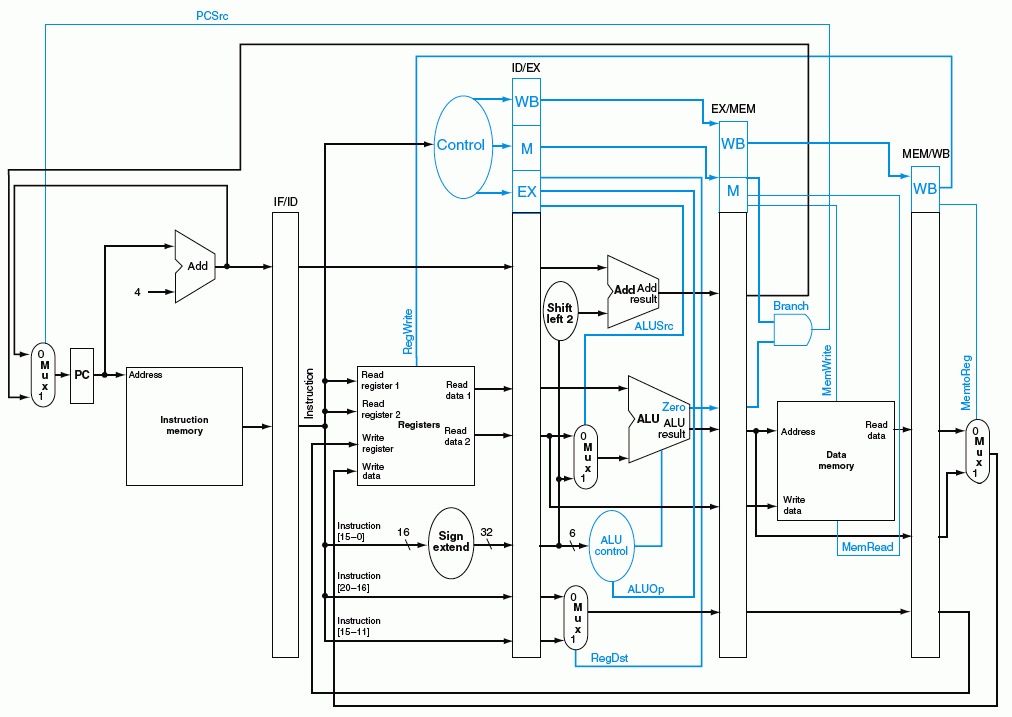 PCSrc
ID/EX
WB
Control
M
EX
EX/MEM
WB
M
MEM/WB
WB
IF/ID
Add
4
RegWrite
Shift
left 2
Add
Add
result
ALUSrc
Branch
MemWrite
MemtoReg
0
M
u
x
1
PC
Address
Instruction
memory
Instruction
Read
register 1
Read
register 2
Write
register
Write
data
Registers
Read
data 1
Read
data 2
0
M
u
x
1
ALU
Zero
ALU
result
Address
Read
data
Data
memory
Write
data
0
M
u
x
1
Instruction
[15–0]
16
Sign
extend
32
6
ALU
control
MemRead
Instruction
[20–16]
ALUOp
Instruction
[15–11]
0
M
u
x
1
RegDst